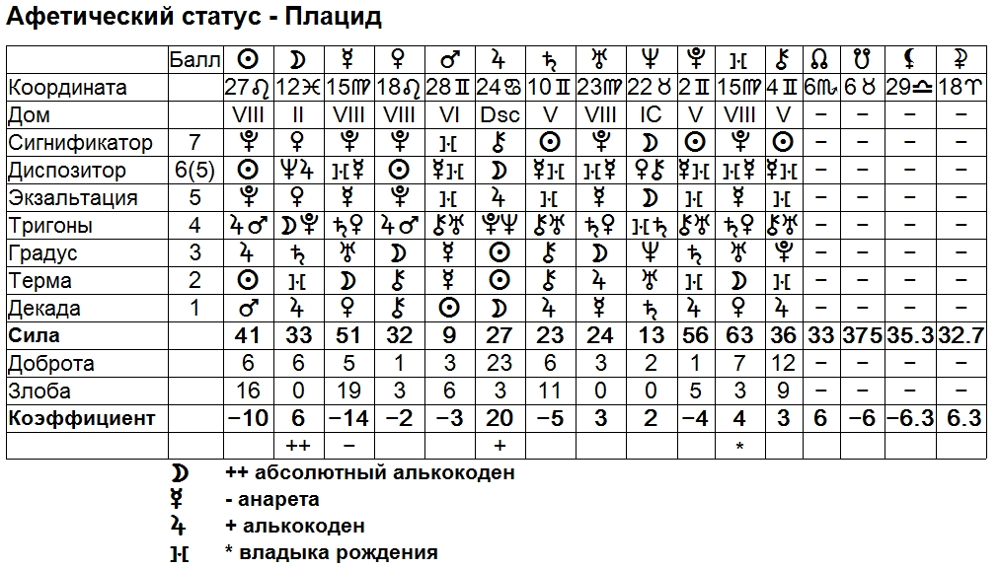 Афетический статус - Плацид
Балл ☉ ☽ ☿ ♀ ♂ ♃ ♄ ♅ ♆ ♇ ]·[ ⚷ ☊ ☋ ⚸ ⚳
Координата 27♌ 12♓ 15♍ 18♌ 28♊ 24♋ 10♊ 23♍ 22♉ 2♊ 15♍ 4♊ 6♏ 6♉ 29♎ 18♈
Дом VIII II VIII VIII VI Dsc V VIII IC V VIII V − − − −
Сигнификатор 7 ♇ ♀ ♇ ♇ ]·[ ⚷ ☉ ♇ ☽ ☉ ♇ ☉ − − − −
Диспозитор 6(5) ☉ ♆♃ ]·[☿ ☉ ☿]·[ ☽ ☿]·[ ]·[☿ ♀⚷ ☿]·[ ]·[☿ ☿]·[ − − − −
Экзальтация 5 ♇ ♀ ☿ ♇ ]·[ ♃ ]·[ ☿ ☽ ]·[ ☿ ]·[ − − − −
Тригоны 4 ♃♂ ☽♇ ♄♀ ♃♂ ⚷♅ ♇♆ ⚷♅ ♄♀ ]·[♄ ⚷♅ ♄♀ ⚷♅ − − − −
Градус 3 ♃ ♄ ♅ ☽ ☿ ☉ ⚷ ☽ ♆ ♄ ♅ ♇ − − − −
Терма 2 ☉ ]·[ ☽ ⚷ ☿ ☉ ⚷ ♃ ♅ ]·[ ☽ ]·[ − − − −
Декада 1 ♂ ♃ ♀ ⚷ ☉ ☽ ♃ ☿ ♄ ♃ ♀ ♃ − − − −
Сила 41 33 51 32 9 27 23 24 13 56 63 36 33 375 35.3 32.7
Доброта 6 6 5 1 3 23 6 3 2 1 7 12 − − − −
Злоба 16 0 19 3 6 3 11 0 0 5 3 9 − − − −
Коэффициент −10 6 −14 −2 −3 20 −5 3 2 −4 4 3 6 −6 −6.3 6.3
++ − + *
☽ ++ абсолютный алькокоден
☿ - анарета
♃ + алькокоден
]·[ * владыка рождения